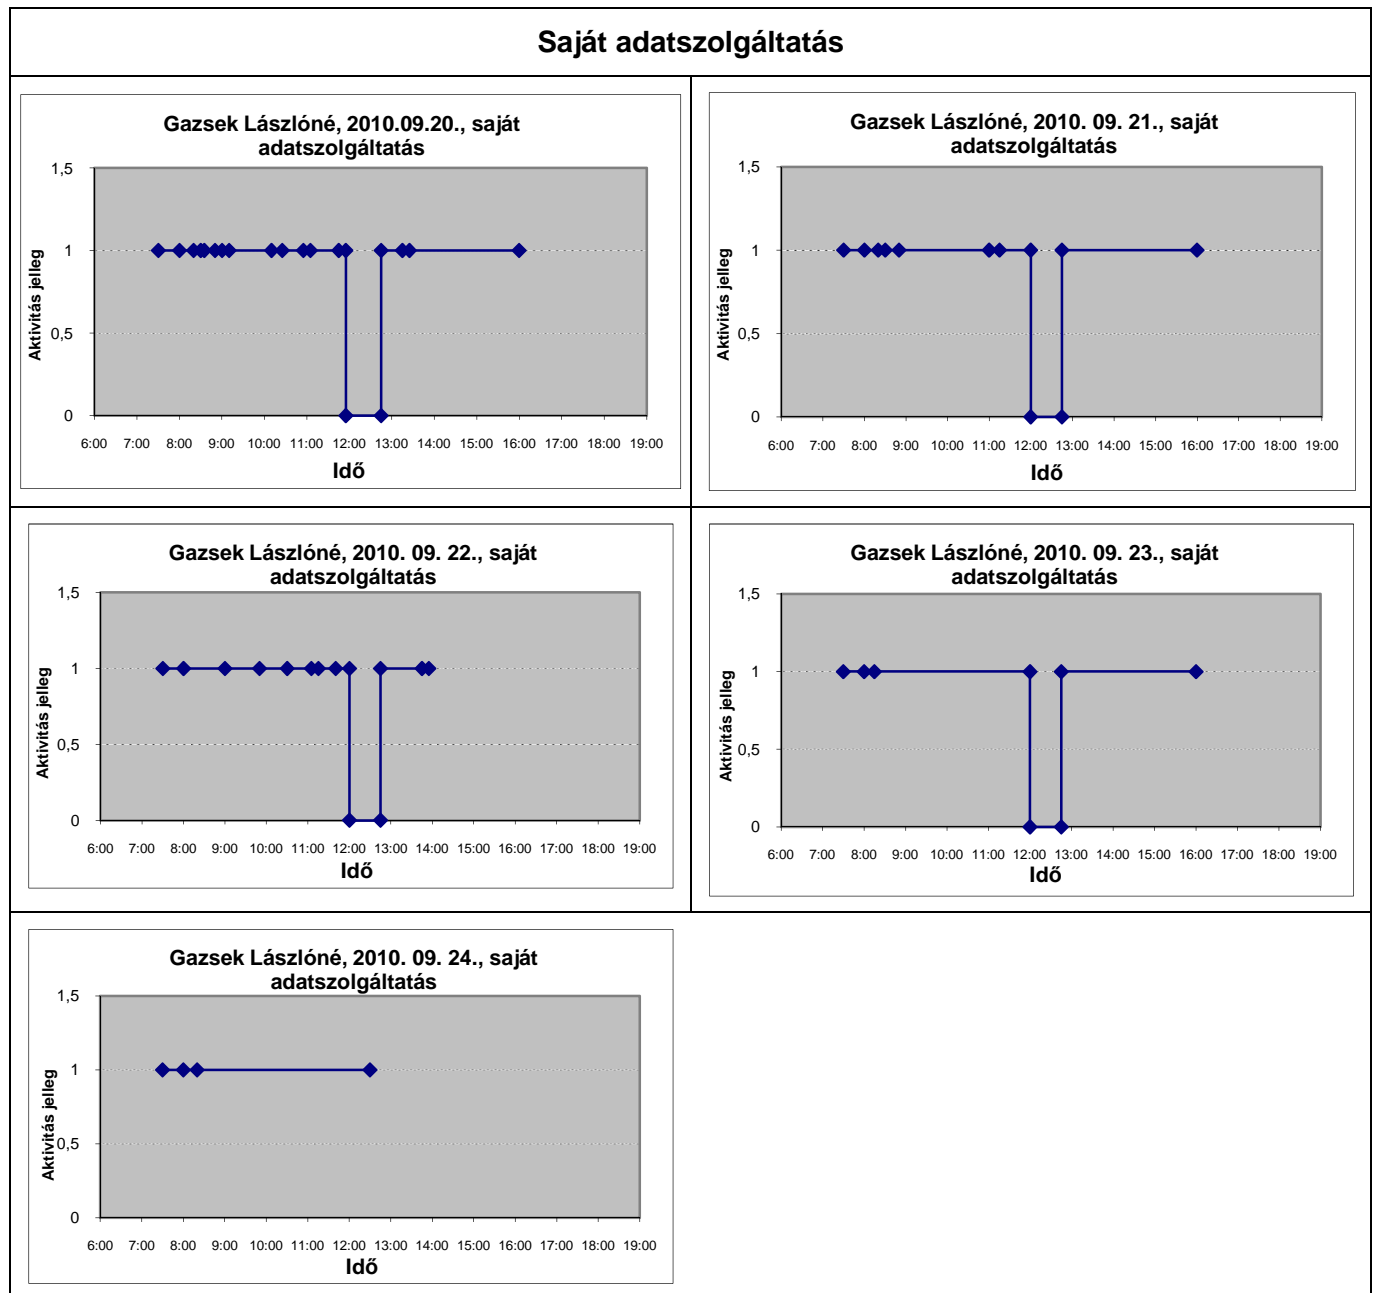 Saját adatszolgáltatás
Gazsek Lászlóné, 2010.09.20., saját
adatszolgáltatás
1,5
1
0,5
0
Aktivitás jelleg
6:00 7:00 8:00 9:00 10:00 11:00 12:00 13:00 14:00 15:00 16:00 17:00 18:00 19:00
Idő
Gazsek Lászlóné, 2010. 09. 21., saját
adatszolgáltatás
1,5
1
0,5
0
Aktivitás jelleg
6:00 7:00 8:00 9:00 10:00 11:00 12:00 13:00 14:00 15:00 16:00 17:00 18:00 19:00
Idő
Gazsek Lászlóné, 2010. 09. 22., saját
adatszolgáltatás
1,5
1
0,5
0
Aktivitás jelleg
6:00 7:00 8:00 9:00 10:00 11:00 12:00 13:00 14:00 15:00 16:00 17:00 18:00 19:00
Idő
Gazsek Lászlóné, 2010. 09. 23., saját
adatszolgáltatás
1,5
1
0,5
0
Aktivitás jelleg
6:00 7:00 8:00 9:00 10:00 11:00 12:00 13:00 14:00 15:00 16:00 17:00 18:00 19:00
Idő
Gazsek Lászlóné, 2010. 09. 24., saját
adatszolgáltatás
1,5
1
0,5
0
Aktivitás jelleg
6:00 7:00 8:00 9:00 10:00 11:00 12:00 13:00 14:00 15:00 16:00 17:00 18:00 19:00
Idő